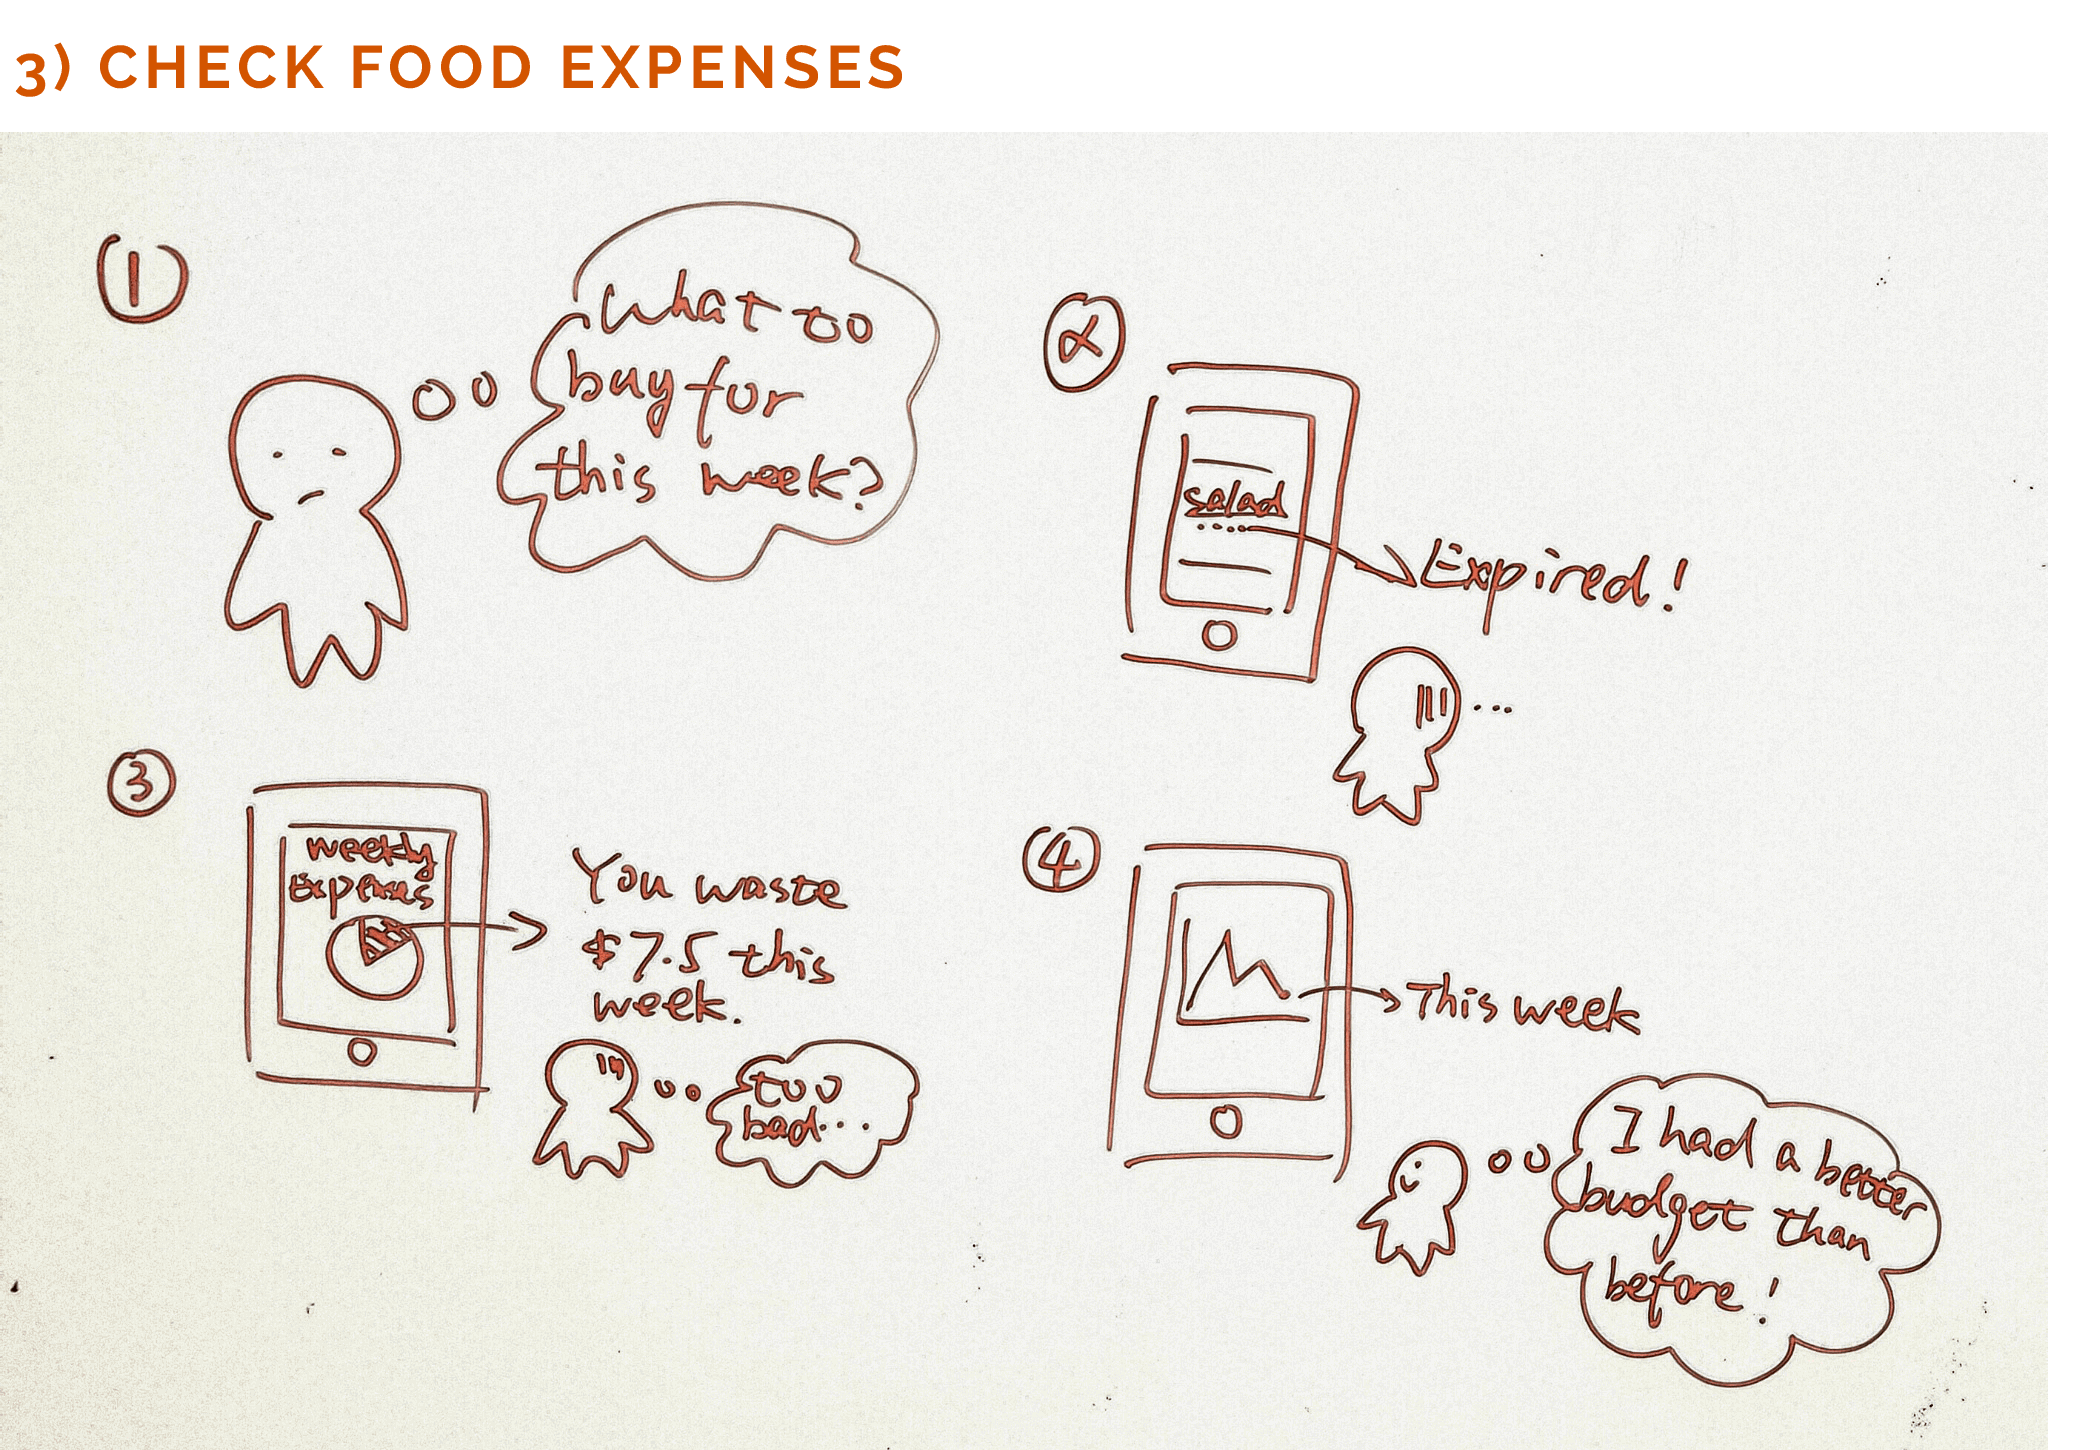 3) CHECK FOOD EXPENSES
1
What to
buy for
this week?
2
salad
Expired!
...
3
weekly
Expenses
You waste
$7.5 this
week.
too
bad...
4
This week
I had a better
budget than
before!